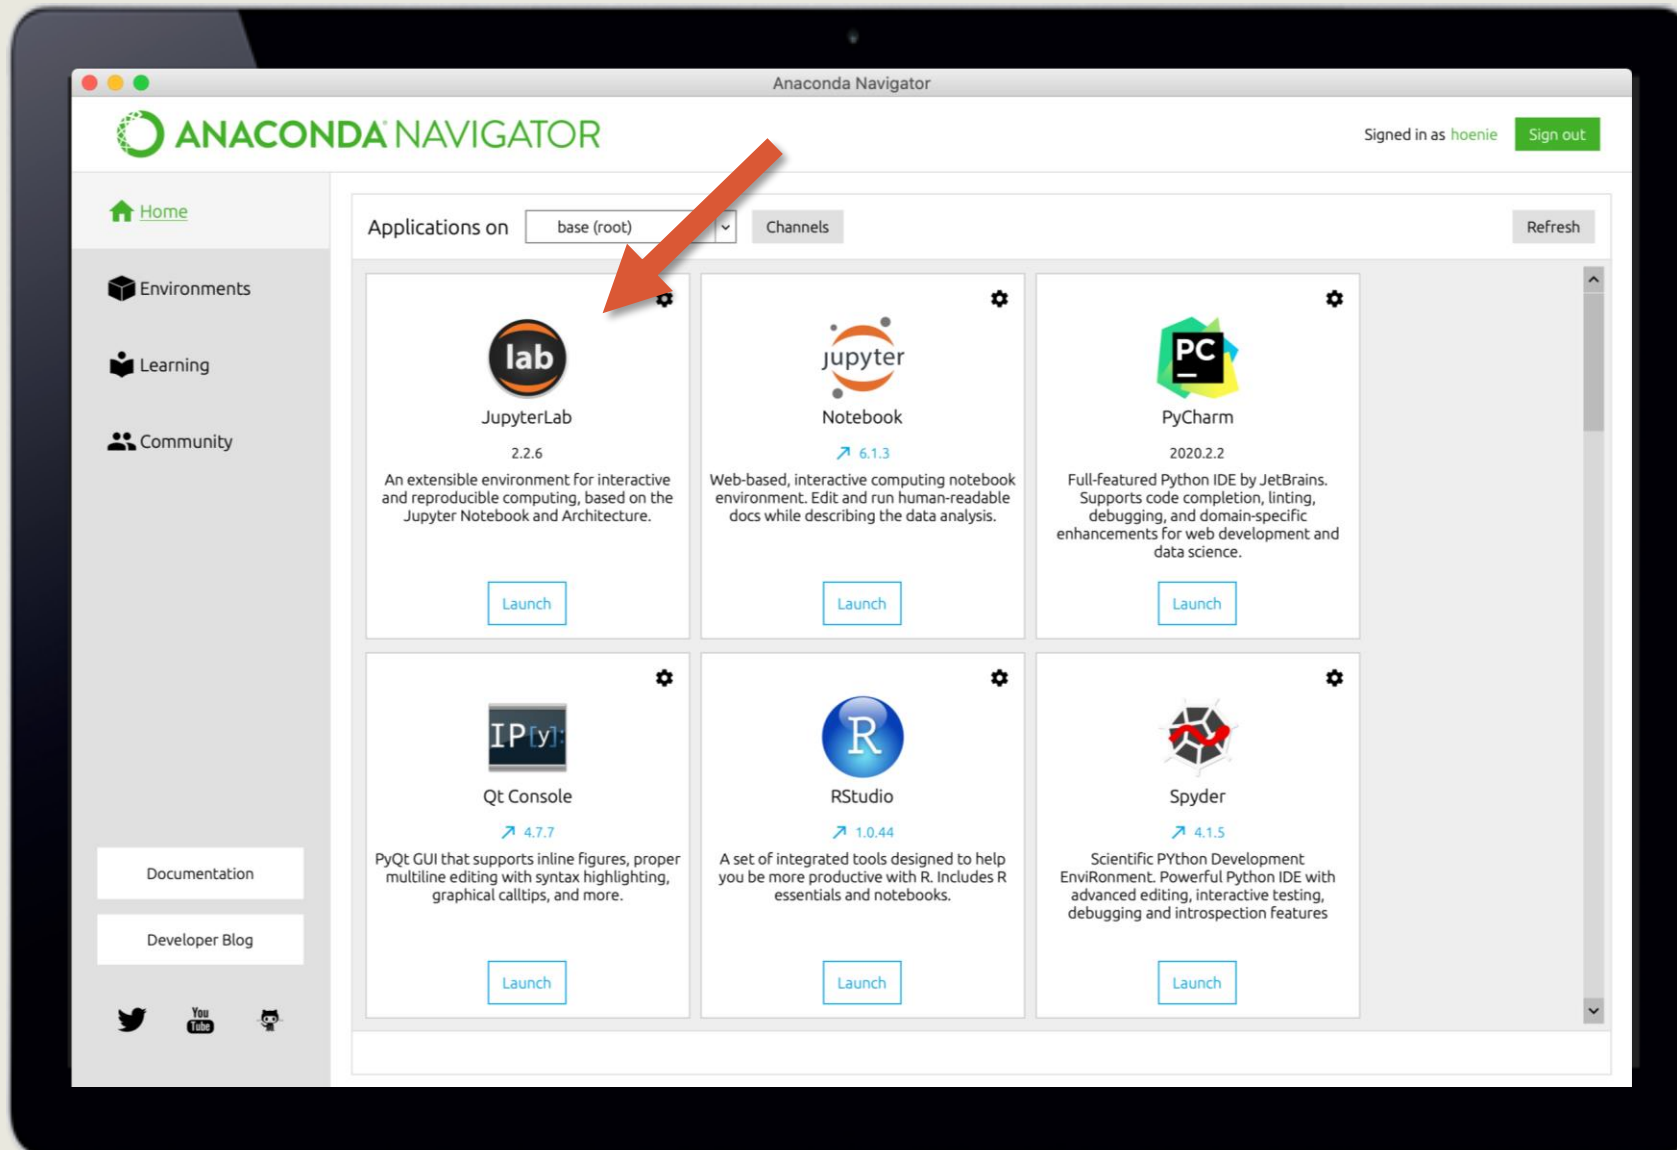 Anaconda Navigator
ANACONDA NAVIGATOR
Signed in as hoenie
Sign out
Home
Environments
Learning
Community
Documentation
Developer Blog
You
Tube
Applications on
base (root)
Channels
Refresh
lab
JupyterLab
2.2.6
An extensible environment for interactive
and reproducible computing, based on the
Jupyter Notebook and Architecture.
Launch
jupyter
Notebook
6.1.3
Web-based, interactive computing notebook
environment. Edit and run human-readable
docs while describing the data analysis.
Launch
PC
PyCharm
2020.2.2
Full-featured Python IDE by JetBrains.
Supports code completion, linting,
debugging, and domain-specific
enhancements for web development and
data science.
Launch
IP[y]:
Qt Console
4.7.7
PyQt GUI that supports inline figures, proper
multiline editing with syntax highlighting,
graphical calltips, and more.
Launch
R
RStudio
1.0.44
A set of integrated tools designed to help
you be more productive with R. Includes R
essentials and notebooks.
Launch
Spyder
4.1.5
Scientific PYthon Development
EnviRonment. Powerful Python IDE with
advanced editing, interactive testing,
debugging and introspection features
Launch